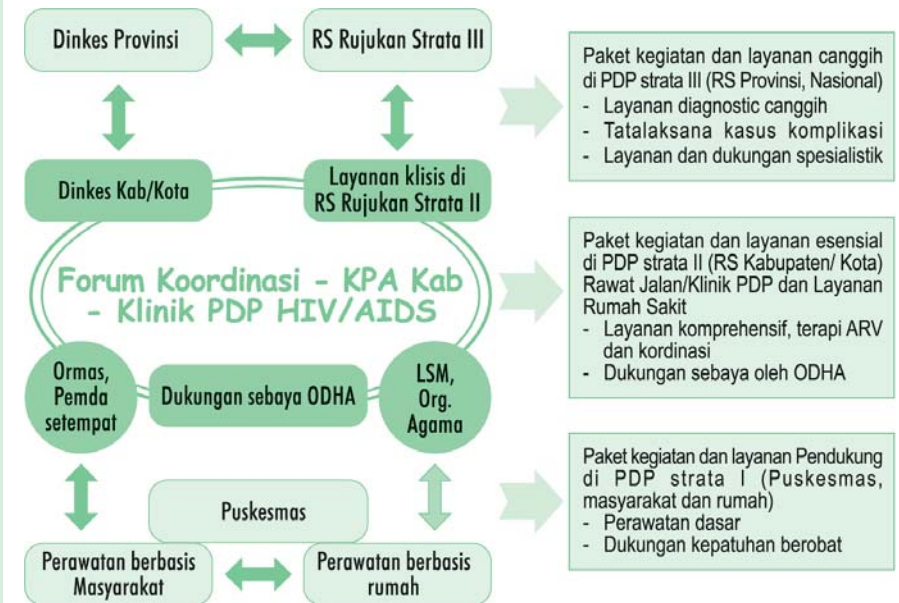 Dinkes Provinsi
RS Rujukan Strata III
Dinkes Kab/Kota
Layanan klisis di
RS Rujukan Strata II
Forum Koordinasi - KPA Kab
- Klinik PDP HIV/AIDS
Ormas,
Pemda
setempat
Dukungan sebaya ODHA
LSM,
Org.
Agama
Puskesmas
Perawatan berbasis
Masyarakat
Perawatan berbasis
rumah
Paket kegiatan dan layanan canggih
di PDP strata III (RS Provinsi, Nasional)
- Layanan diagnostic canggih
- Tatalaksana kasus komplikasi
- Layanan dan dukungan spesialistik
Paket kegiatan dan layanan esensial
di PDP strata II (RS Kabupaten/ Kota)
Rawat Jalan/Klinik PDP dan Layanan
Rumah Sakit
- Layanan komprehensif, terapi ARV
dan kordinasi
- Dukungan sebaya oleh ODHA
Paket kegiatan dan layanan Pendukung
di PDP strata I (Puskesmas,
masyarakat dan rumah)
- Perawatan dasar
- Dukungan kepatuhan berobat